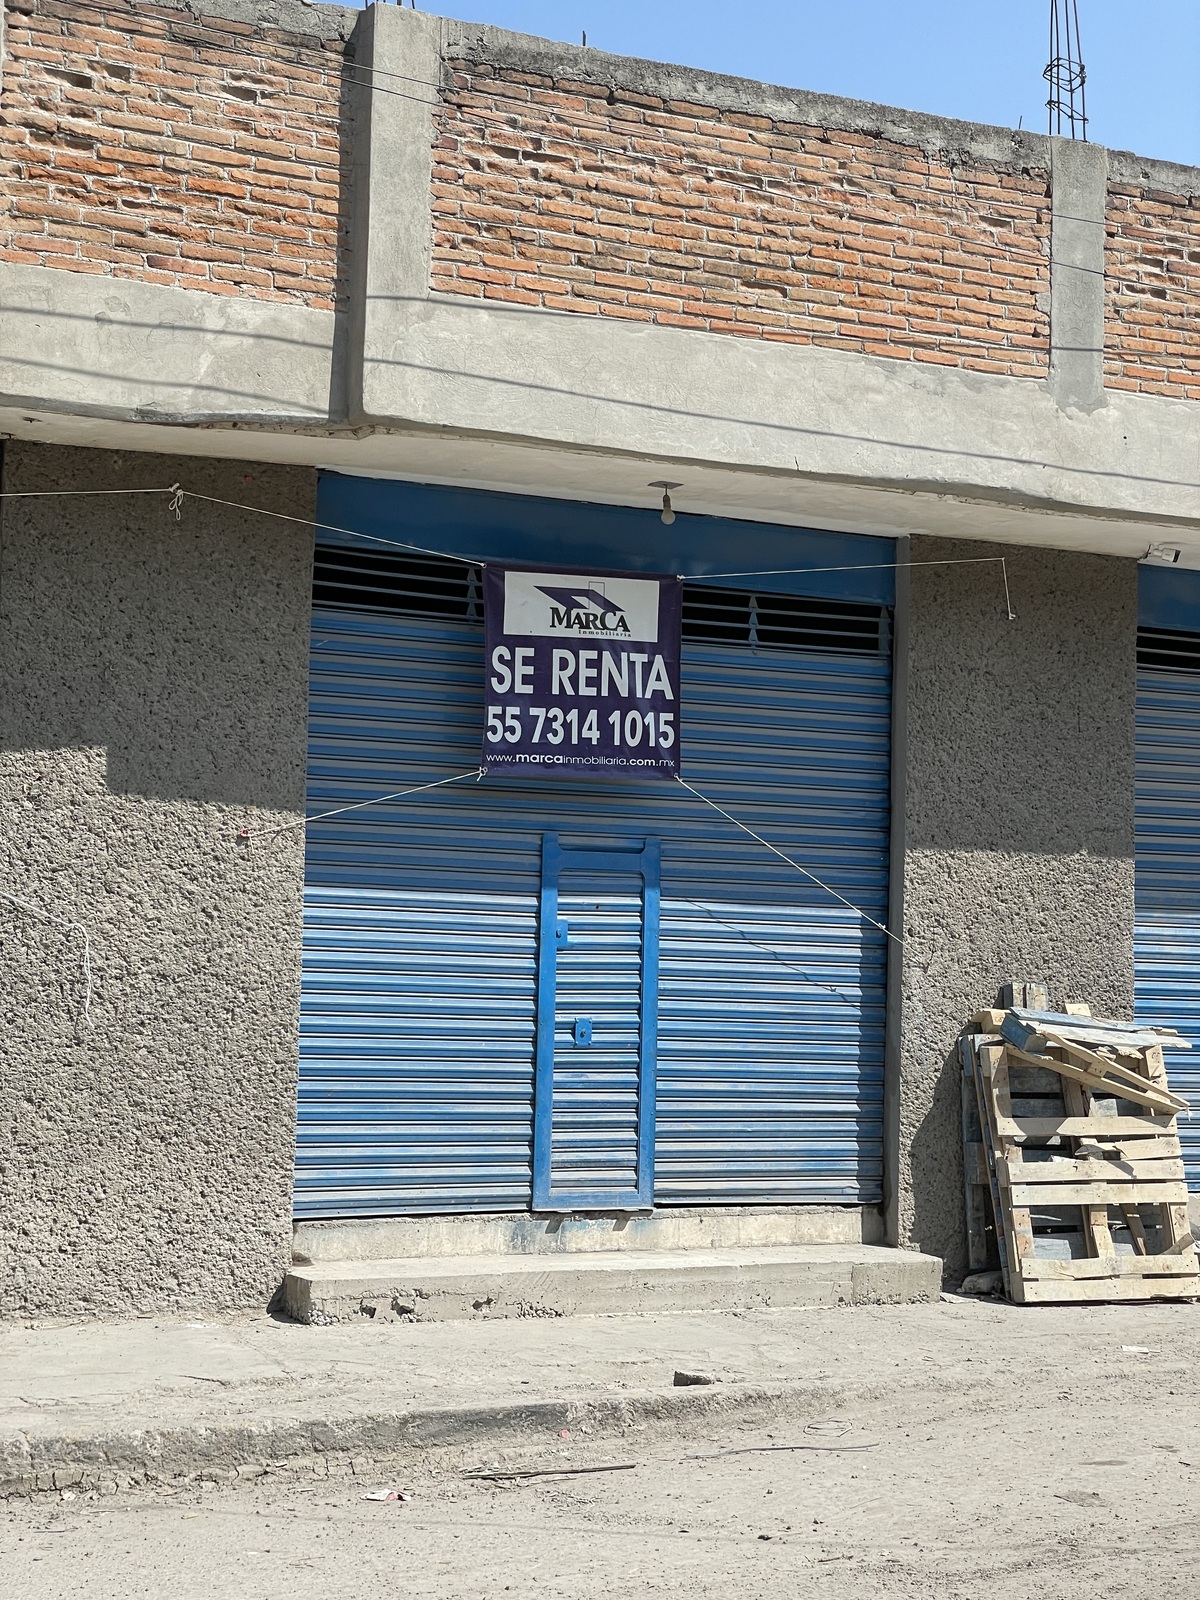 MARCA
Inmobiliaria
SE RENTA
55 7314 1015
www.marcainmobiliaria.com.mx